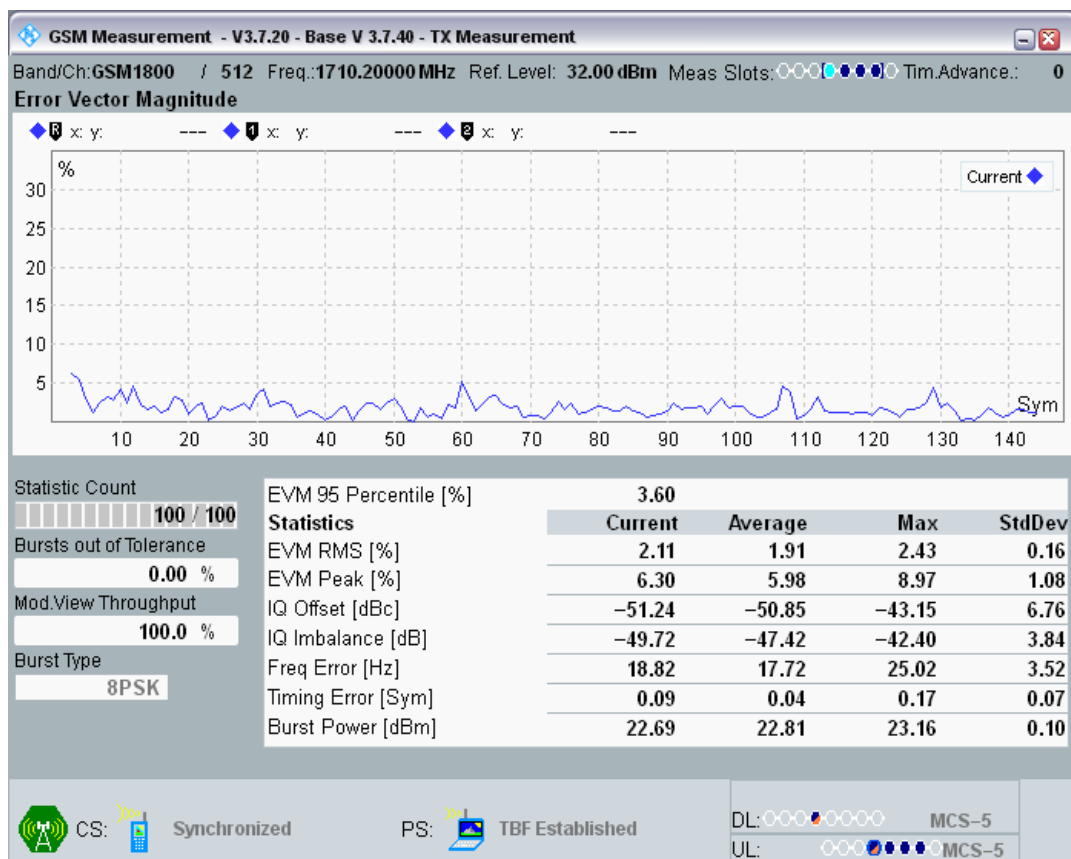 GSM Measurement - V3.7.20 - Base V 3.7.40 - TX Measurement
Band/Ch:GSM1800 / 512 Freq.:1710.20000 MHz Ref. Level: 32.00 dBm Meas Slots: Tim.Advance.: 0
Error Vector Magnitude
R x: y: --- 1 x: y: --- 2 x: y: ---
%
Current
30
25
20
15
10
5
Sym
10 20 30 40 50 60 70 80 90 100 110 120 130 140
Statistic Count
100 / 100
Bursts out of Tolerance
0.00 %
Mod.View Throughput
100.0 %
Burst Type
8PSK
EVM 95 Percentile [%] 3.60
Statistics Current Average Max StdDev
EVM RMS [%] 2.11 1.91 2.43 0.16
EVM Peak [%] 6.30 5.98 8.97 1.08
IQ Offset [dBc] −51.24 −50.85 −43.15 6.76
IQ Imbalance [dB] −49.72 −47.42 −42.40 3.84
Freq Error [Hz] 18.82 17.72 25.02 3.52
Timing Error [Sym] 0.09 0.04 0.17 0.07
Burst Power [dBm] 22.69 22.81 23.16 0.10
CS: Synchronized PS: TBF Established
DL: MCS−5
UL: MCS−5